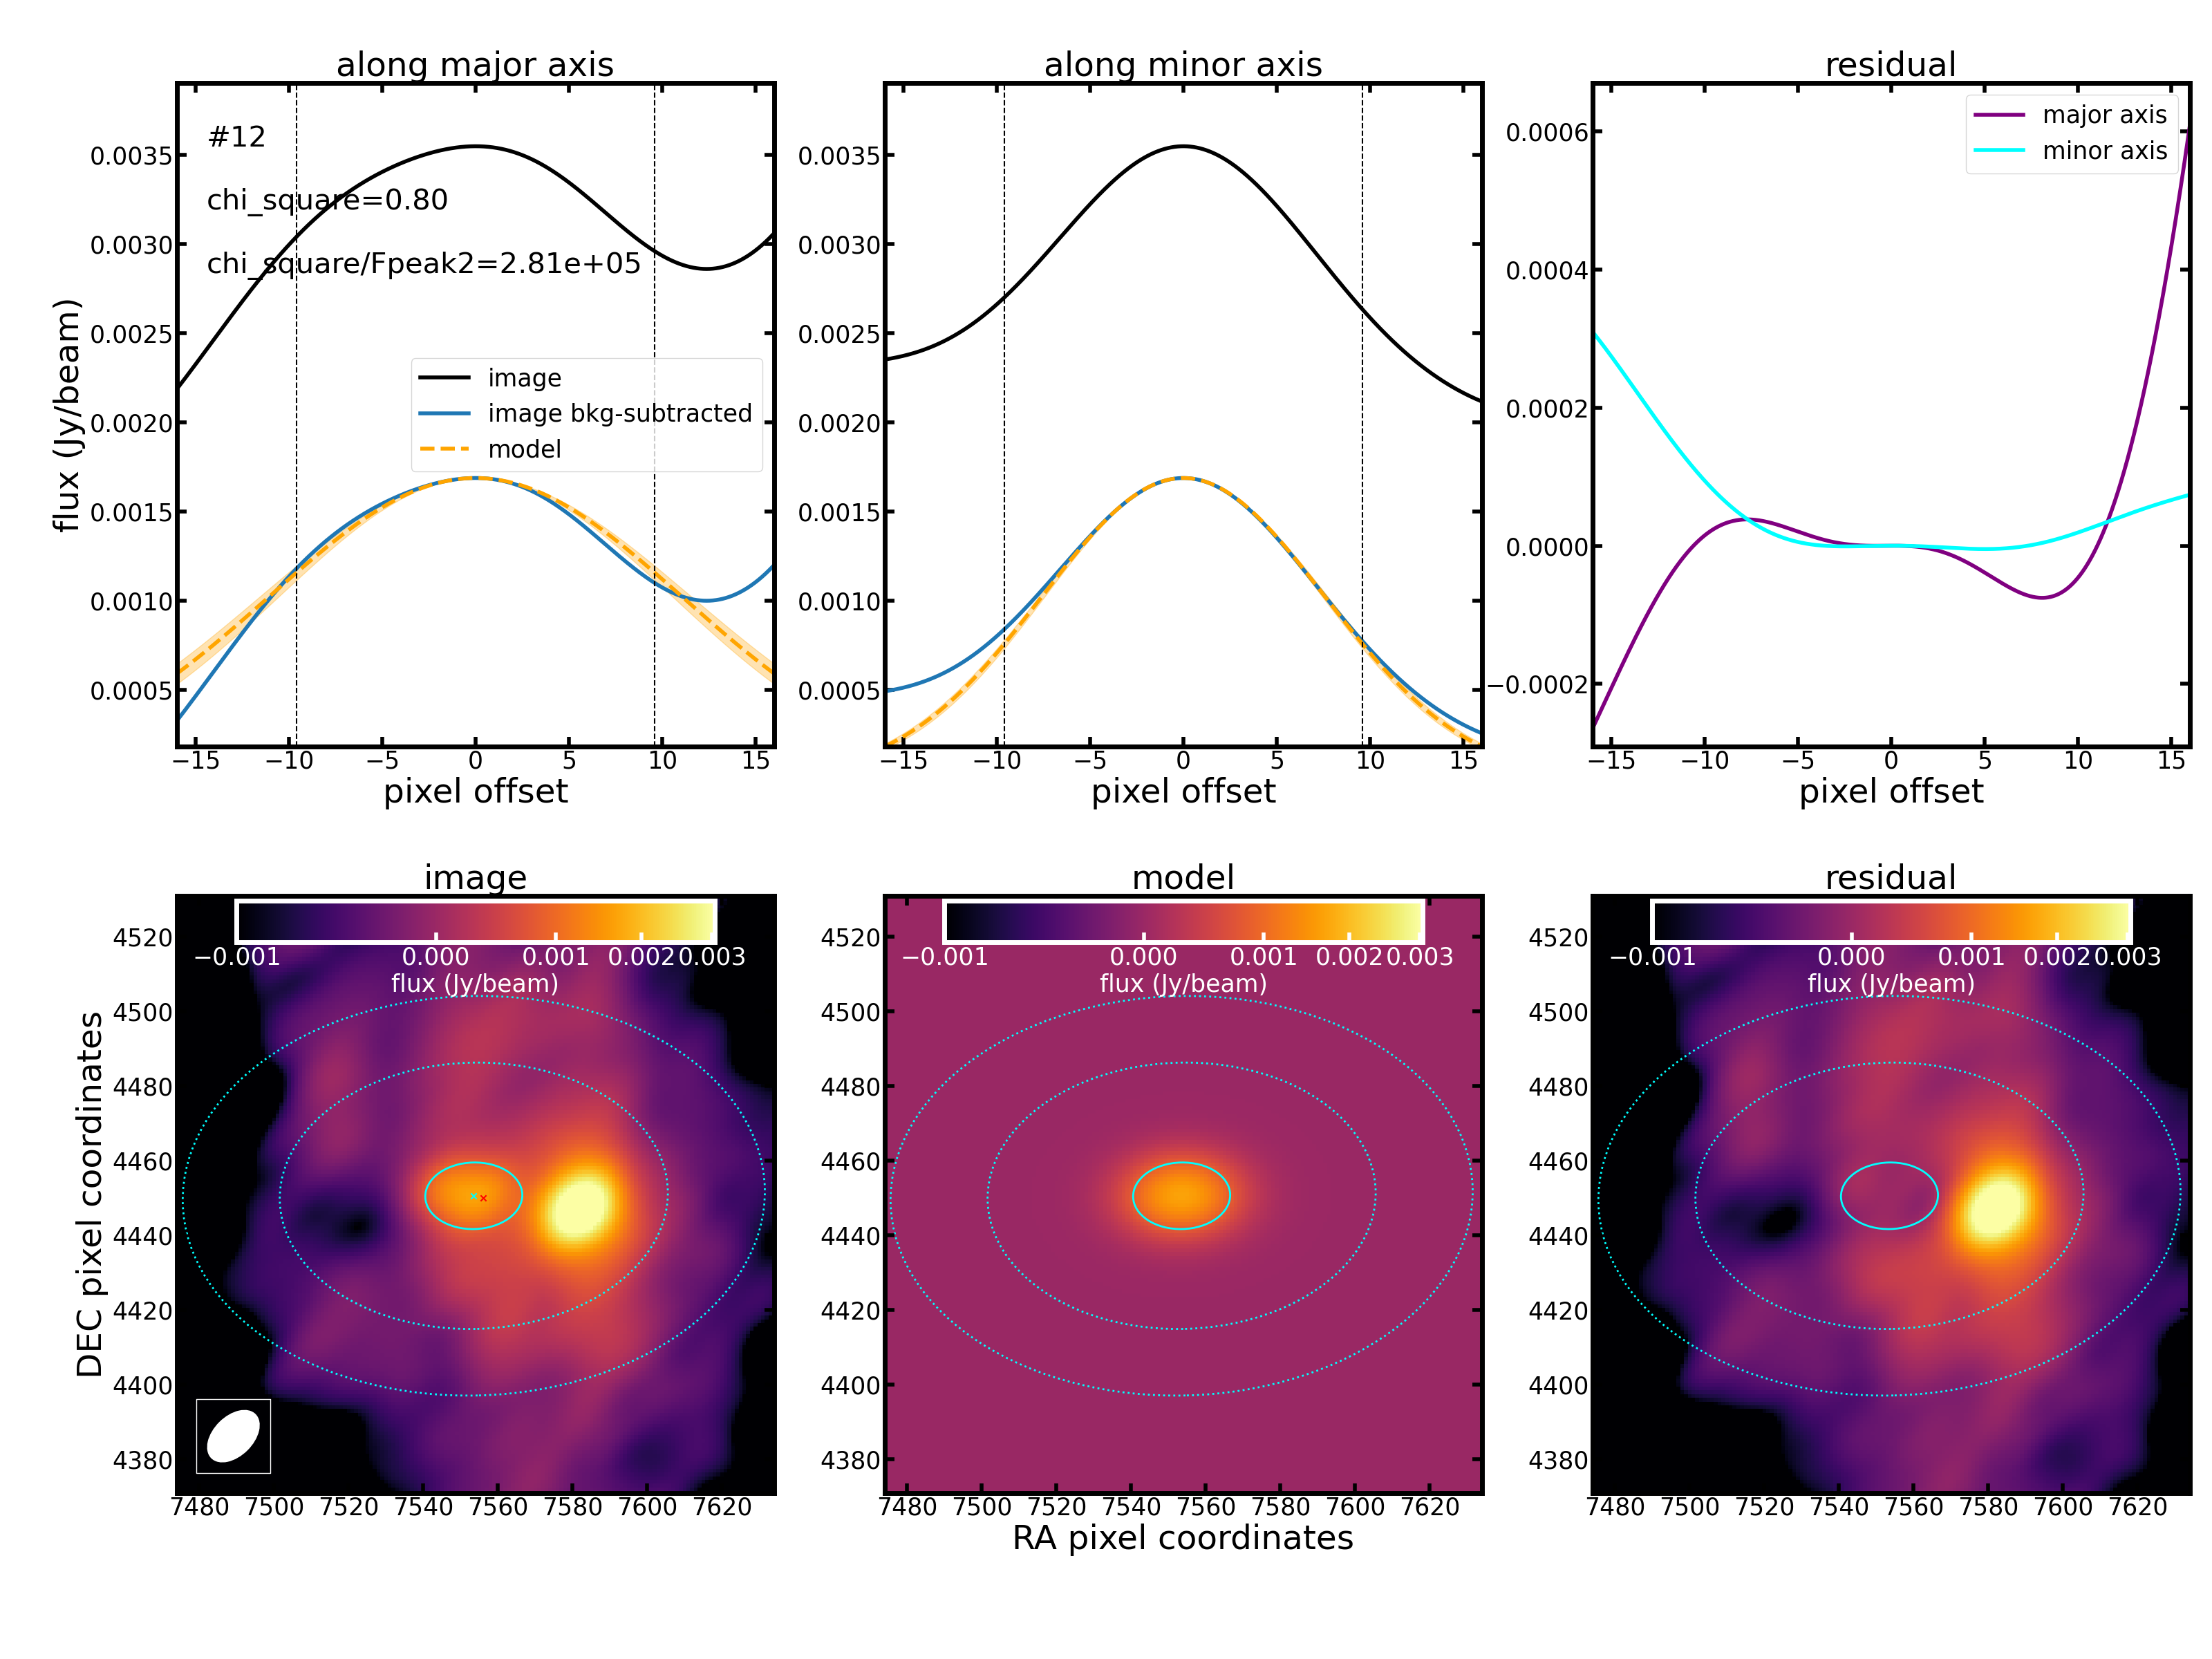 along major axis
along minor axis
residual
#12
chi_square=0.80
chi_square/Fpeak2=2.81e+05
image
image bkg-subtracted
model
major axis
minor axis
flux (Jy/beam)
0.0035
0.0030
0.0025
0.0020
0.0015
0.0010
0.0005
−15 −10 −5 0 5 10 15
pixel offset
0.0035
0.0030
0.0025
0.0020
0.0015
0.0010
0.0005
−15 −10 −5 0 5 10 15
pixel offset
0.0006
0.0004
0.0002
0.0000
−0.0002
−15 −10 −5 0 5 10 15
pixel offset
image
model
residual
−0.001 0.000 0.001 0.002 0.003
flux (Jy/beam)
−0.001 0.000 0.001 0.002 0.003
flux (Jy/beam)
−0.001 0.000 0.001 0.002 0.003
flux (Jy/beam)
DEC pixel coordinates
4520
4500
4480
4460
4440
4420
4400
4380
7480 7500 7520 7540 7560 7580 7600 7620
4520
4500
4480
4460
4440
4420
4400
4380
7480 7500 7520 7540 7560 7580 7600 7620
RA pixel coordinates
4520
4500
4480
4460
4440
4420
4400
4380
7480 7500 7520 7540 7560 7580 7600 7620